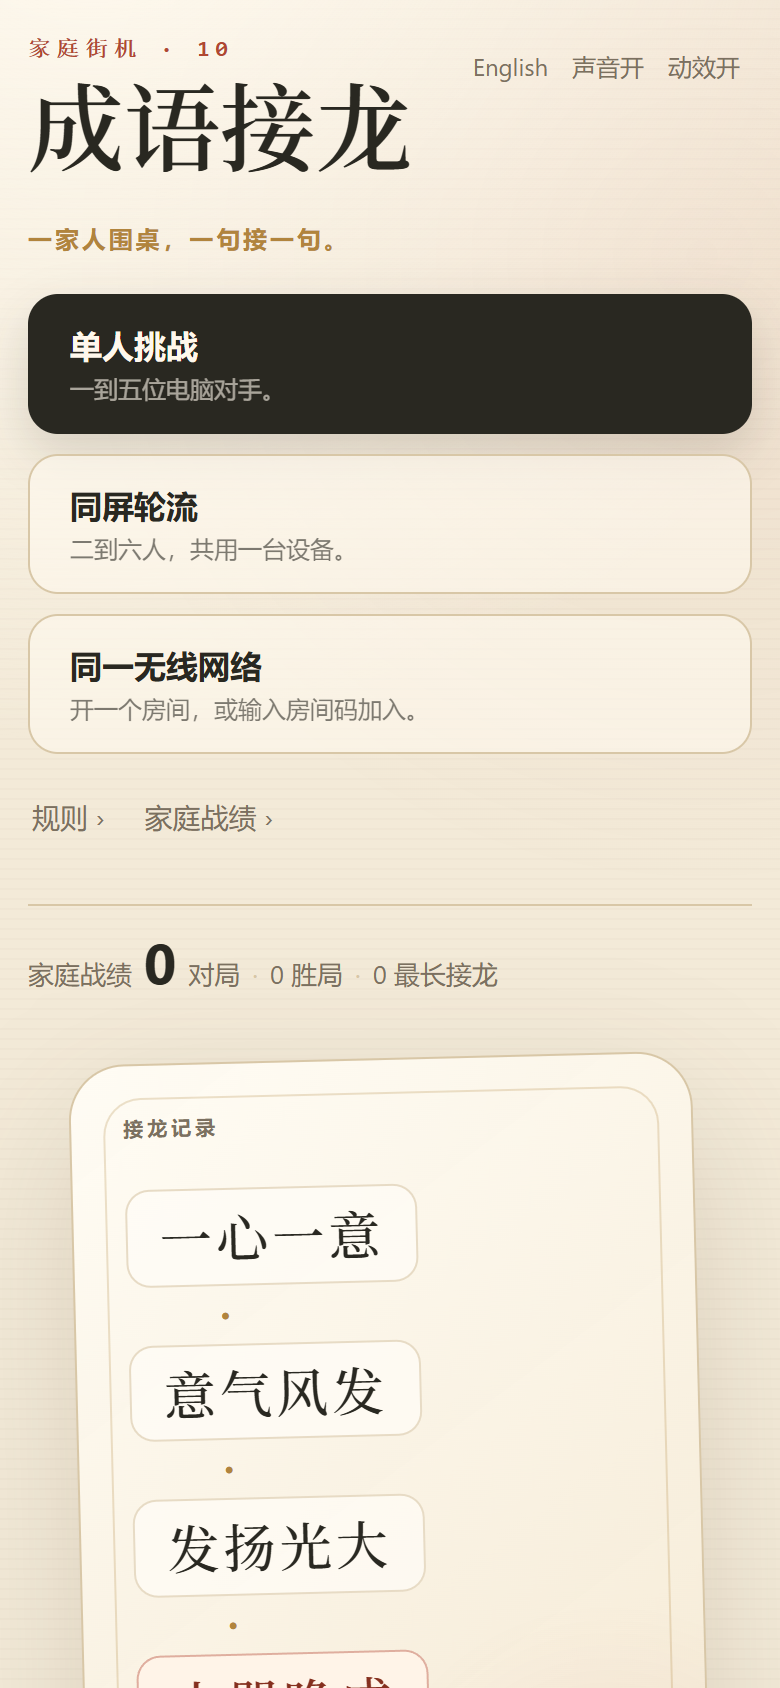 家庭街机 · 10
English 声音开 动效开
成语接龙
一家人围桌，一句接一句。
单人挑战
一到五位电脑对手。
同屏轮流
二到六人，共用一台设备。
同一无线网络
开一个房间，或输入房间码加入。
规则 › 家庭战绩 ›
家庭战绩 0 对局 · 0 胜局 · 0 最长接龙
接龙记录
一心一意
意气风发
发扬光大